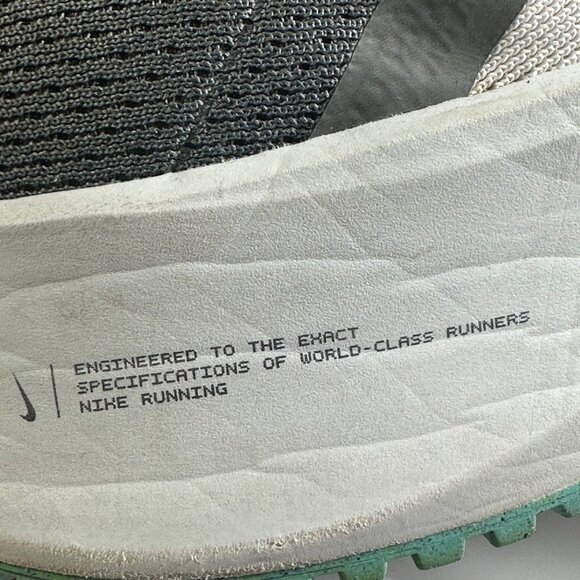 ENGINEERED TO THE EXACT
SPECIFICATIONS OF WORLD-CLASS RUNNERS
NIKE RUNNING